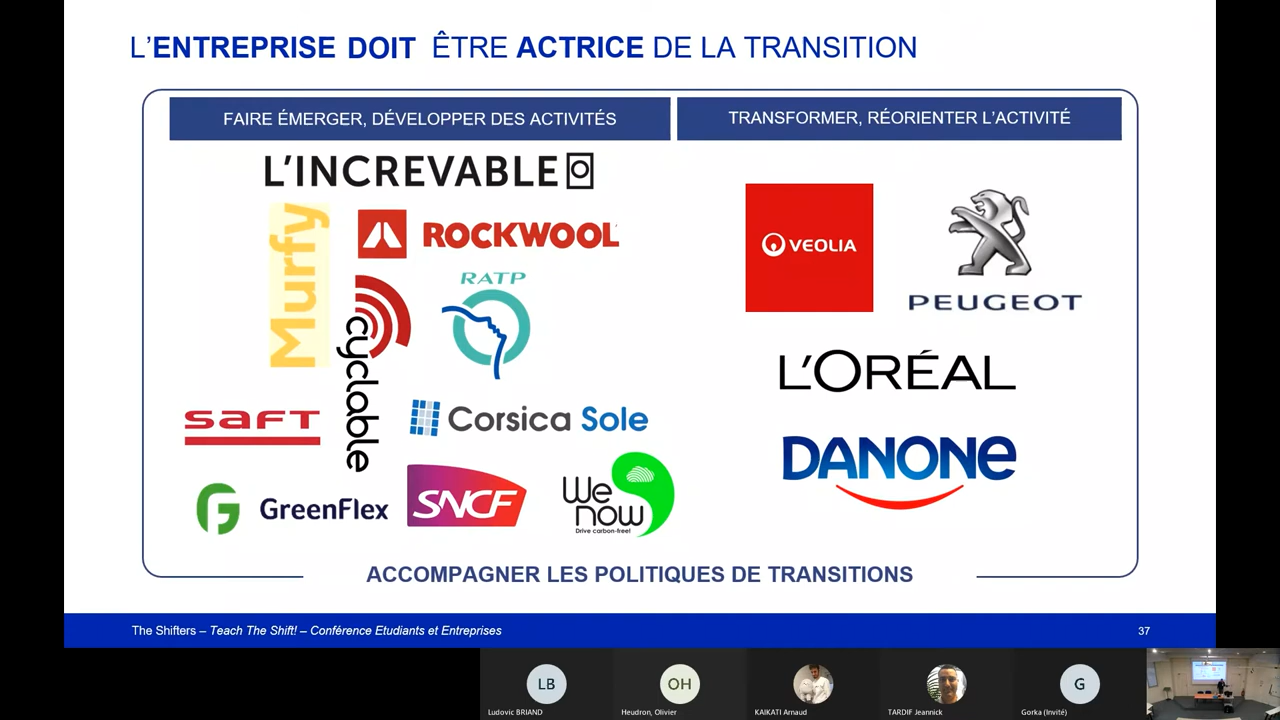 L'ENTREPRISE DOIT ÊTRE ACTRICE DE LA TRANSITION
FAIRE ÉMERGER, DÉVELOPPER DES ACTIVITÉS
TRANSFORMER, RÉORIENTER L'ACTIVITÉ
L'INCREVABLE
Murfy
ROCKWOOL
cyclable
RATP
saft
Corsica Sole
GreenFlex
SNCF
We Now
Drive carbon-free!
VEOLIA
PEUGEOT
L'ORÉAL
DANONE
ACCOMPAGNER LES POLITIQUES DE TRANSITIONS
The Shifters – Teach The Shift! – Conférence Etudiants et Entreprises
37
LB
OH
G
Ludovic BRIAND
Heudron, Olivier
KAIKATI Arnaud
TARDIF Jeannick
Gorka (Invité)